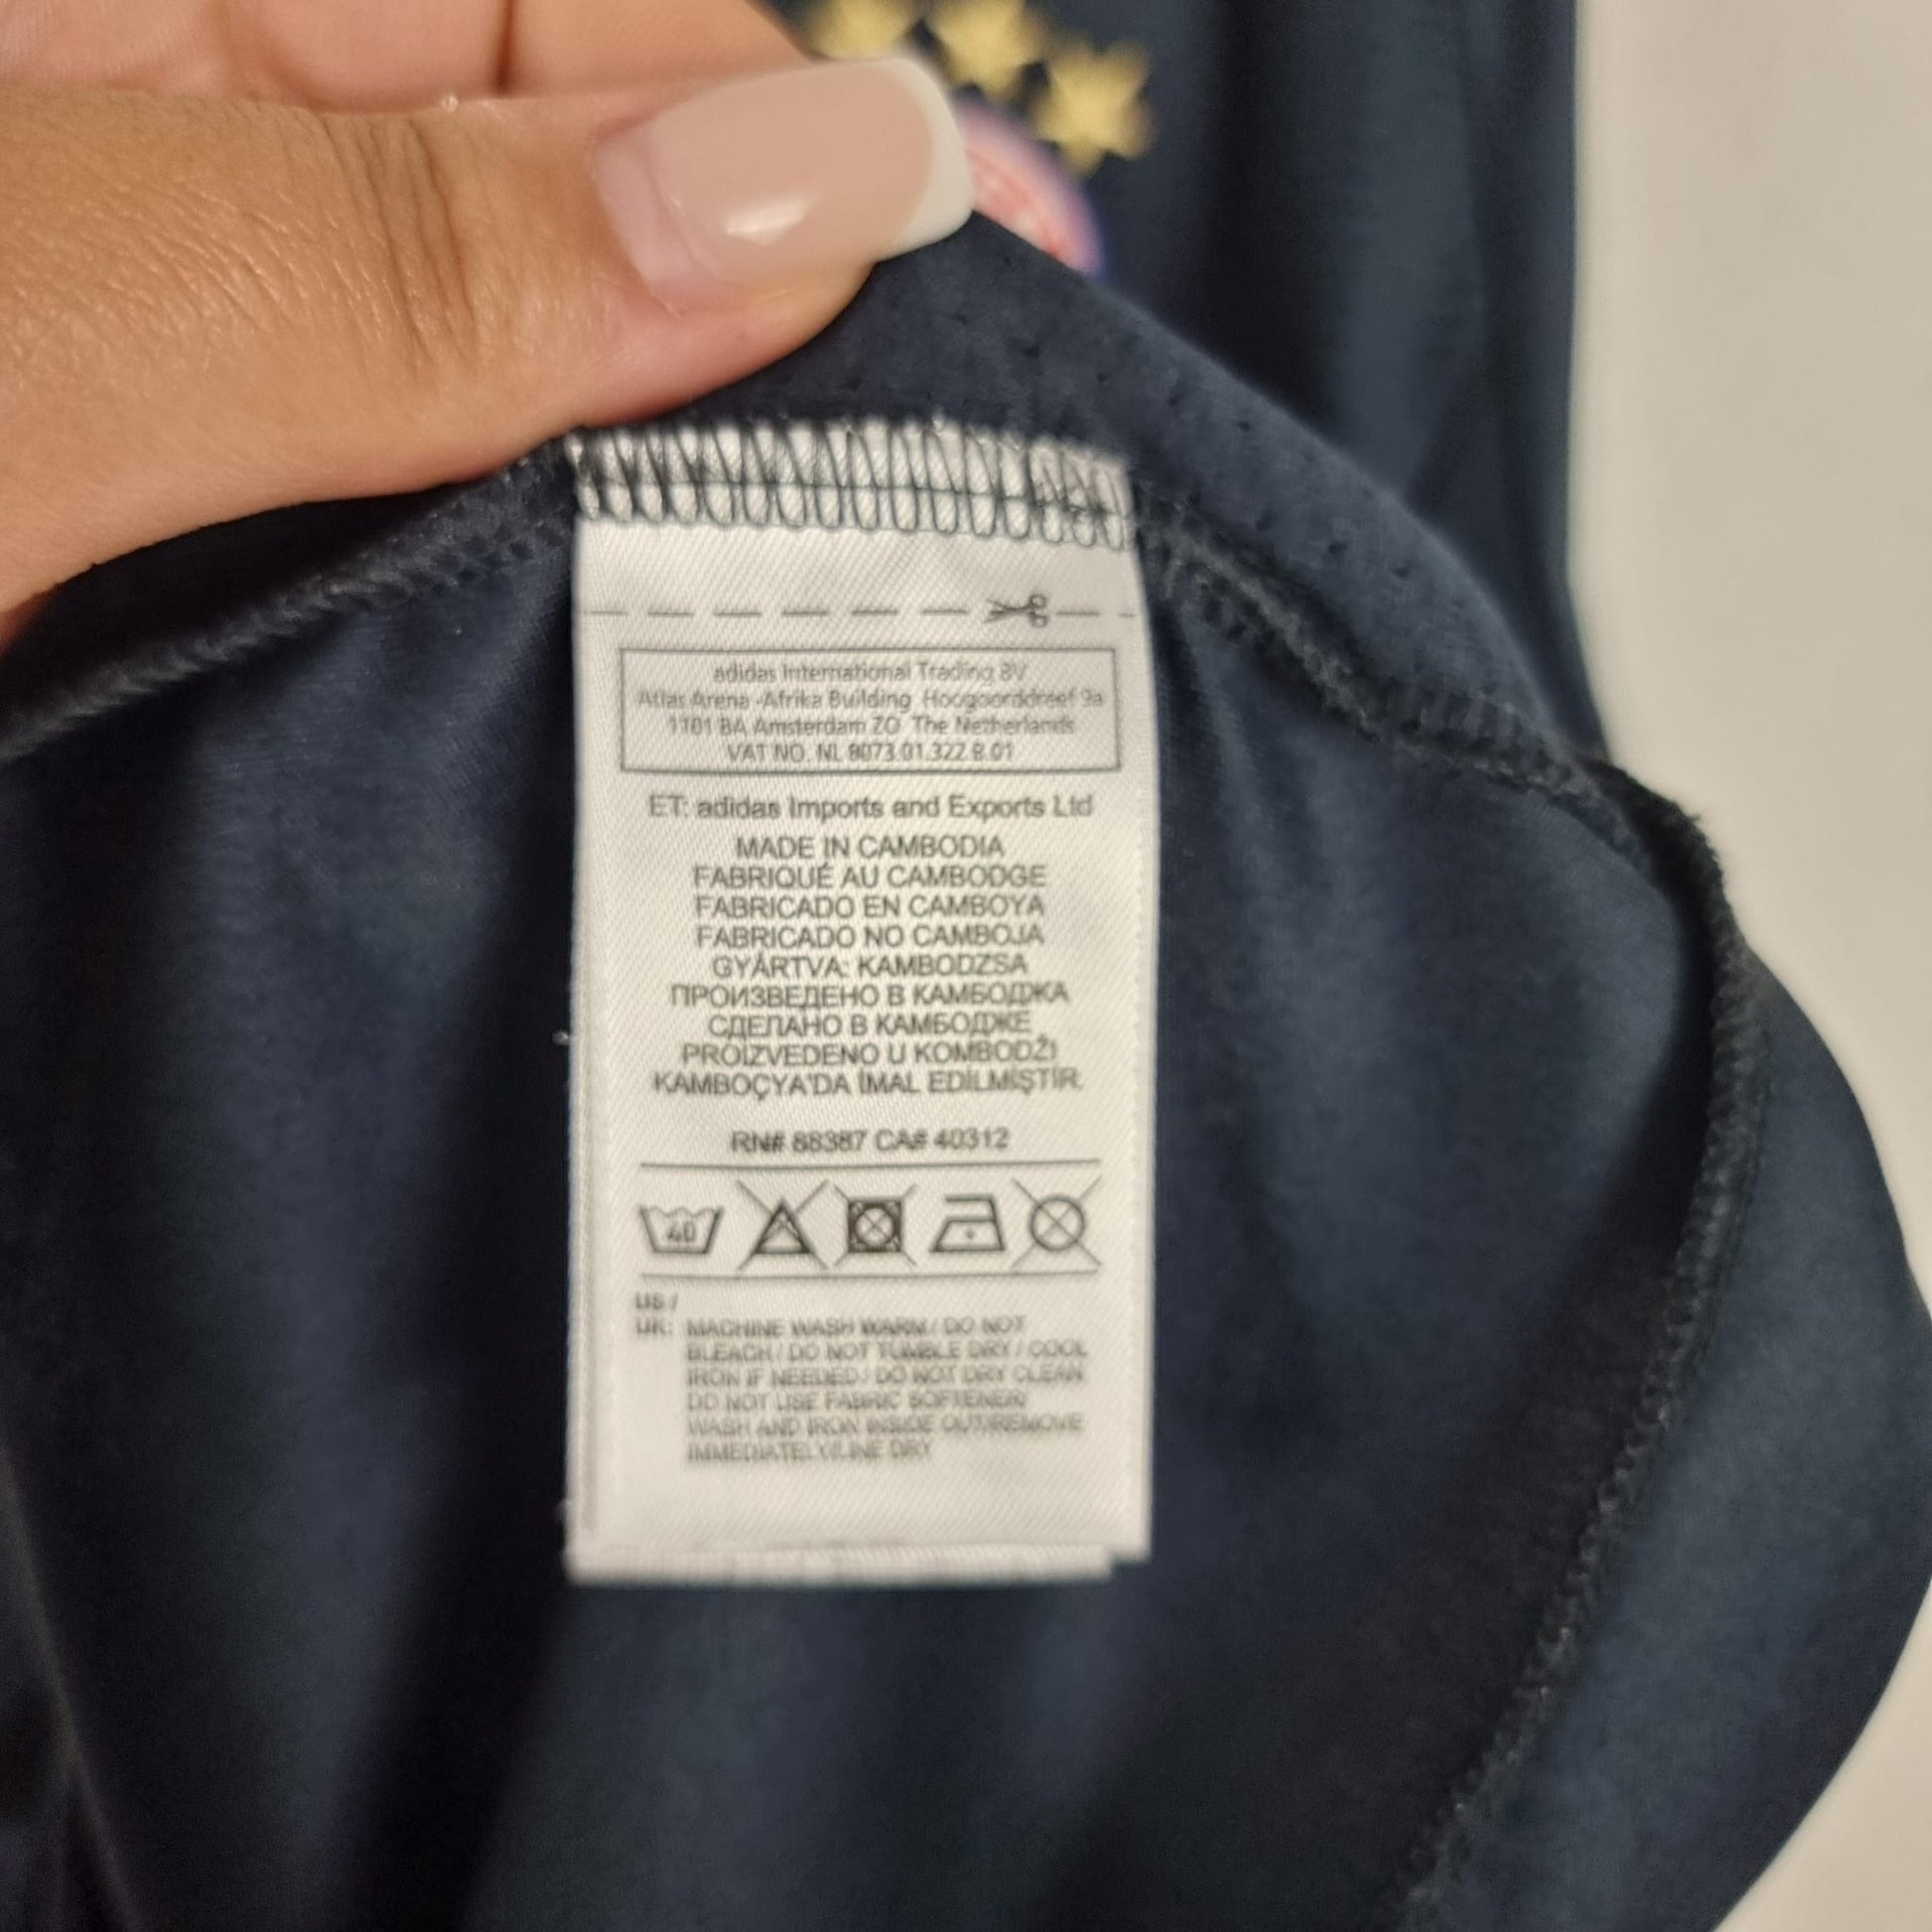 adidas International Trading BV
Atlas Arena -Afrika Building Hoogoorddreef 9a
1101 BA Amsterdam ZO The Netherlands
VAT NO. NL 8073.01.322.B.01
ET: adidas Imports and Exports Ltd
MADE IN CAMBODIA
FABRIQUÉ AU CAMBODGE
FABRICADO EN CAMBOYA
FABRICADO NO CAMBOJA
GYÁRTVA: KAMBODZSA
ПРОИЗВЕДЕНО В КАМБОДЖА
СДЕЛАНО В КАМБОДЖЕ
PROIZVEDENO U KOMBODŽI
KAMBOÇYA'DA İMAL EDİLMİŞTİR.
RN# 88387 CA# 40312
40
US /
UK: MACHINE WASH WARM / DO NOT
BLEACH / DO NOT TUMBLE DRY / COOL
IRON IF NEEDED / DO NOT DRY CLEAN
DO NOT USE FABRIC SOFTENER/
WASH AND IRON INSIDE OUT/REMOVE
IMMEDIATELY/LINE DRY